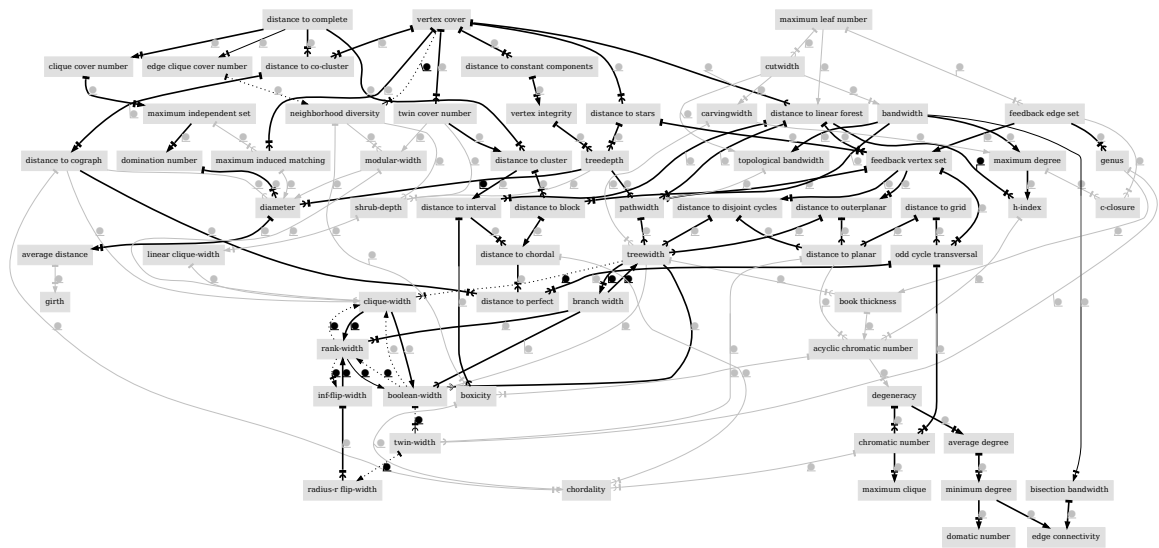 distance to complete
vertex cover
maximum leaf number
clique cover number
edge clique cover number
distance to co-cluster
distance to constant components
cutwidth
maximum independent set
neighborhood diversity
twin cover number
vertex integrity
distance to stars
carvingwidth
distance to linear forest
bandwidth
feedback edge set
distance to cograph
domination number
maximum induced matching
modular-width
distance to cluster
treedepth
topological bandwidth
feedback vertex set
maximum degree
genus
diameter
shrub-depth
distance to interval
distance to block
pathwidth
distance to disjoint cycles
distance to outerplanar
distance to grid
h-index
c-closure
average distance
linear clique-width
distance to chordal
treewidth
distance to planar
odd cycle transversal
girth
clique-width
distance to perfect
branch width
book thickness
rank-width
acyclic chromatic number
inf-flip-width
boolean-width
boxicity
degeneracy
twin-width
chromatic number
average degree
radius-r flip-width
chordality
maximum clique
minimum degree
bisection bandwidth
domatic number
edge connectivity